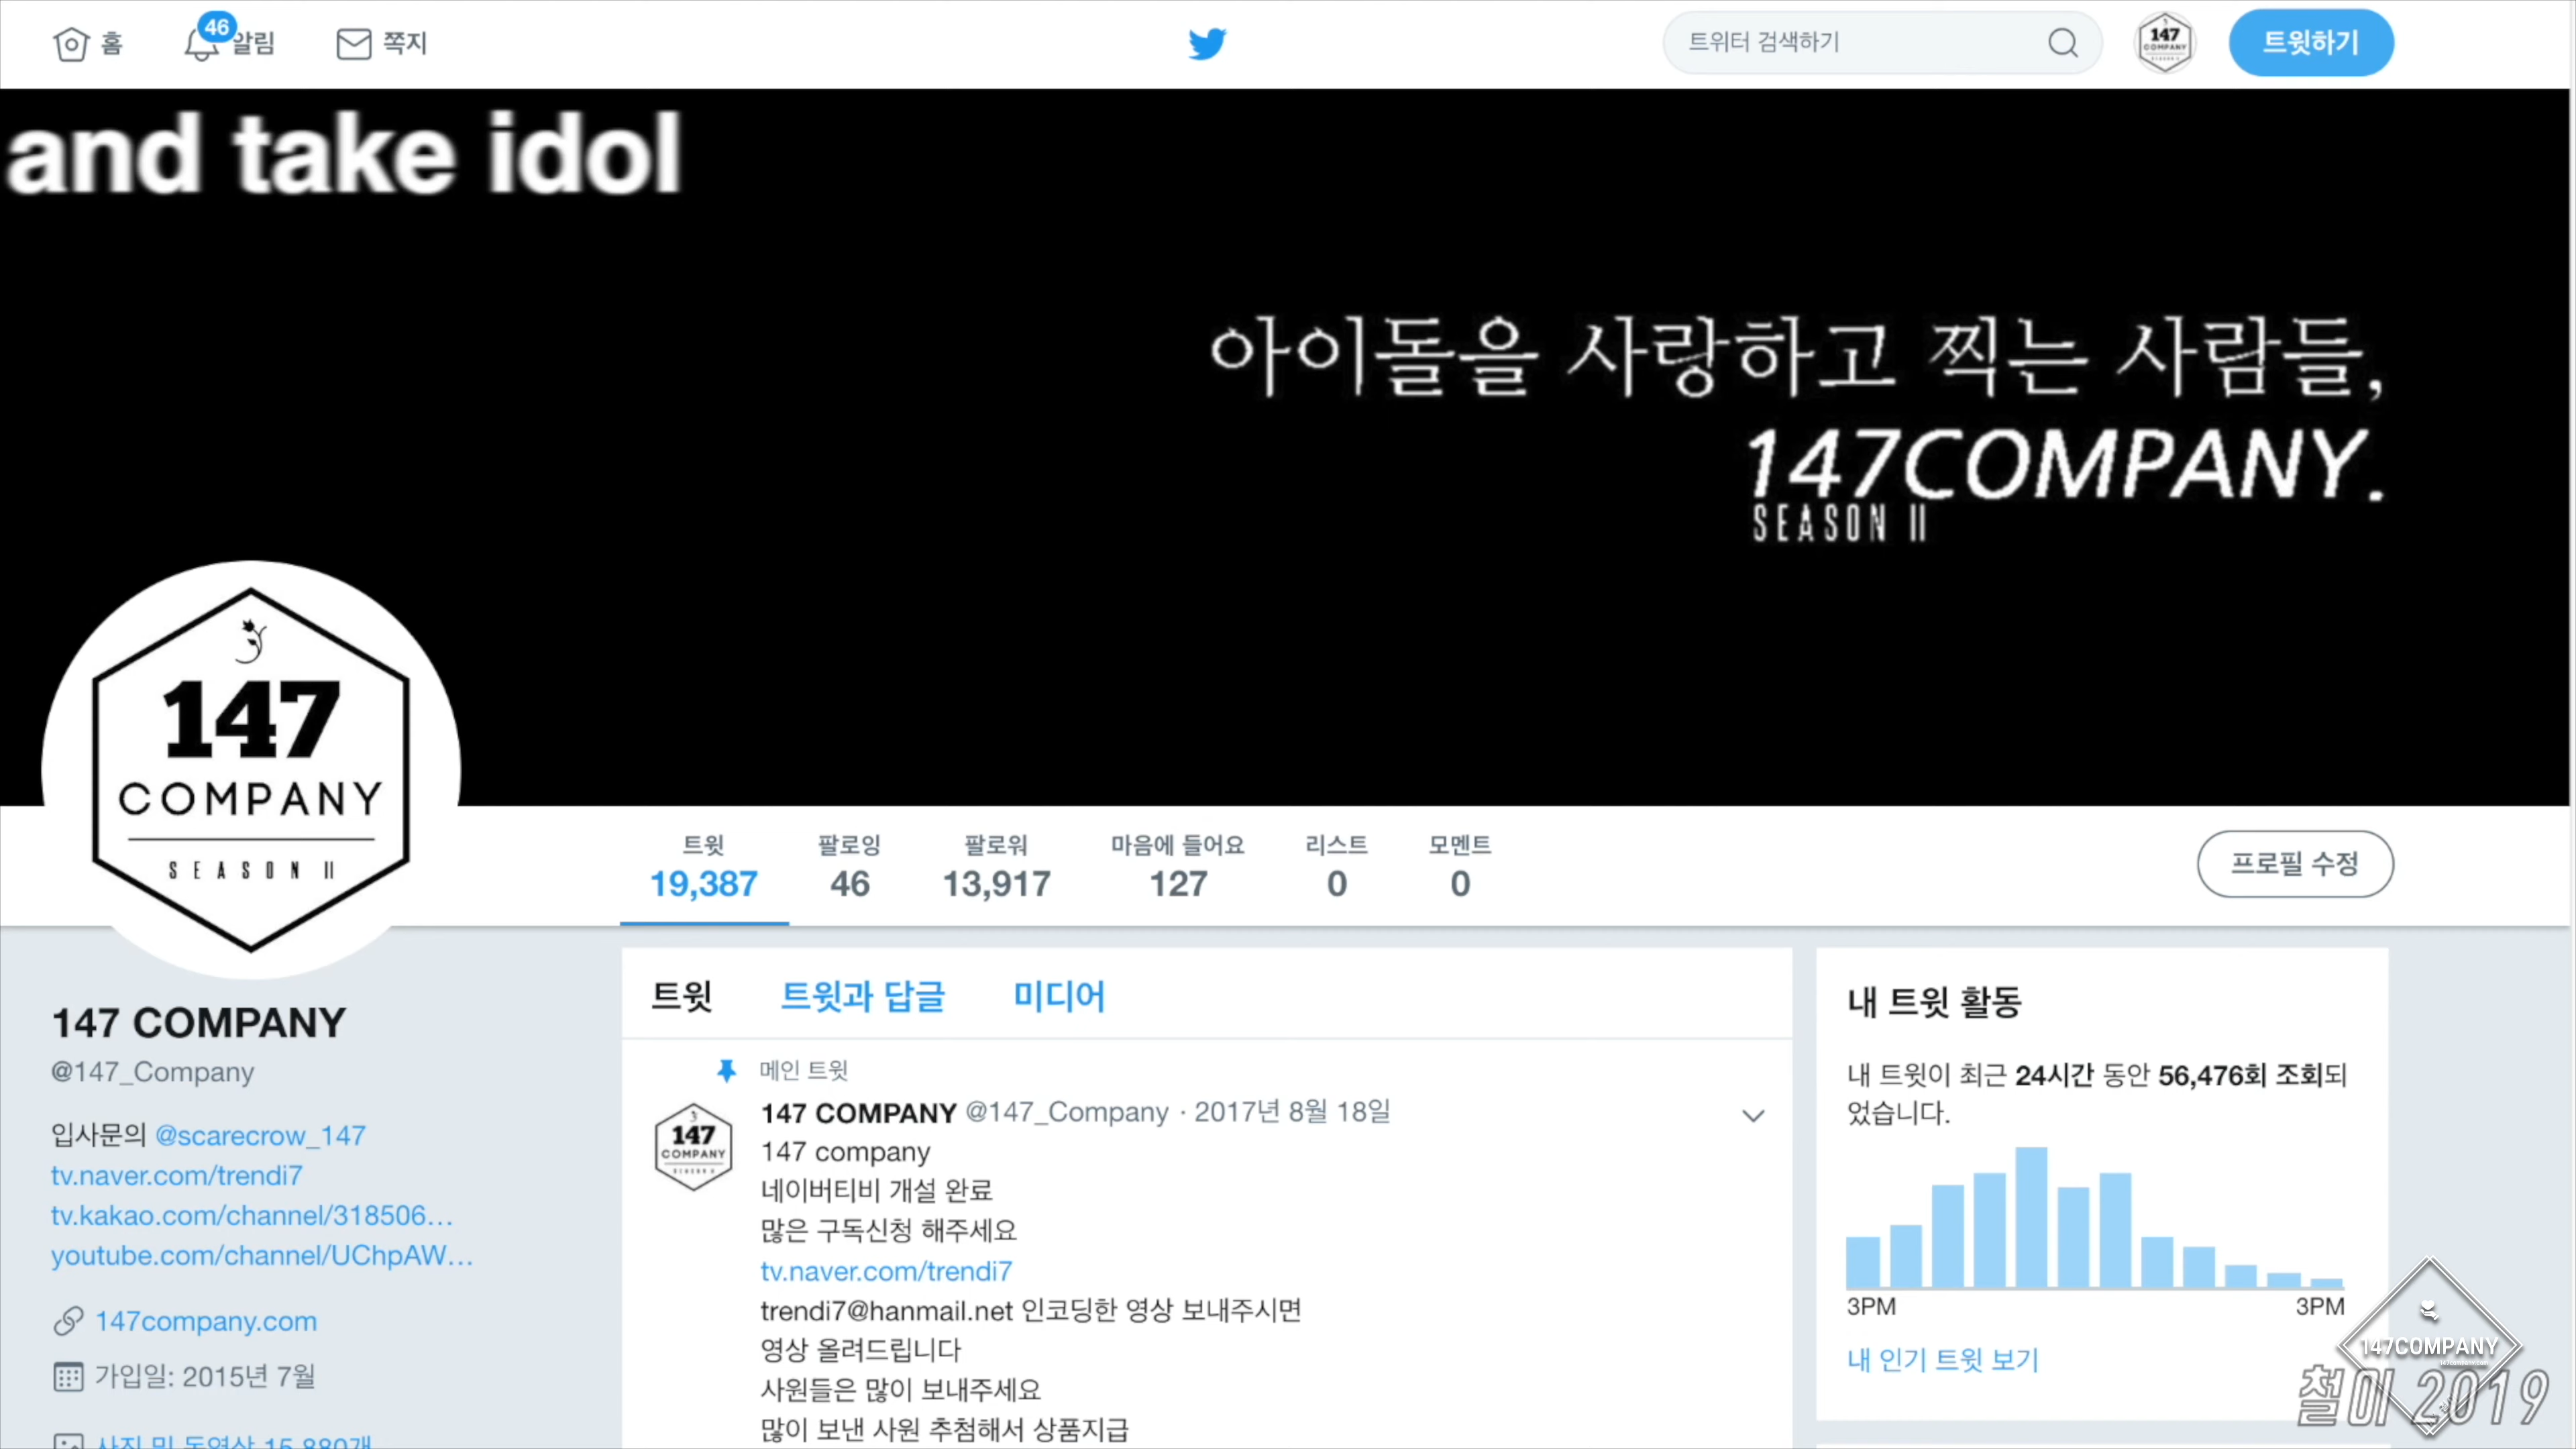 홈
46
알림
쪽지
트위터 검색하기
147
COMPANY
트윗하기
and take idol
아이돌을 사랑하고 찍는 사람들,
147COMPANY.
SEASON II
147
COMPANY
SEASON II
트윗 팔로잉 팔로워 마음에 들어요 리스트 모멘트
19,387 46 13,917 127 0 0
프로필 수정
147 COMPANY
@147_Company
입사문의 @scarecrow_147
tv.naver.com/trendi7
tv.kakao.com/channel/318506...
youtube.com/channel/UChpAW...
147company.com
가입일: 2015년 7월
사진 및 동영상 15,880개
트윗 트윗과 답글 미디어
메인 트윗
147 COMPANY @147_Company · 2017년 8월 18일
147
COMPANY
147 company
네이버티비 개설 완료
많은 구독신청 해주세요
tv.naver.com/trendi7
trendi7@hanmail.net 인코딩한 영상 보내주시면
영상 올려드립니다
사원들은 많이 보내주세요
많이 보낸 사원 추첨해서 상품지급
내 트윗 활동
내 트윗이 최근 24시간 동안 56,476회 조회되
었습니다.
3PM 3PM
내 인기 트윗 보기
147COMPANY
147company.com
철이 2019